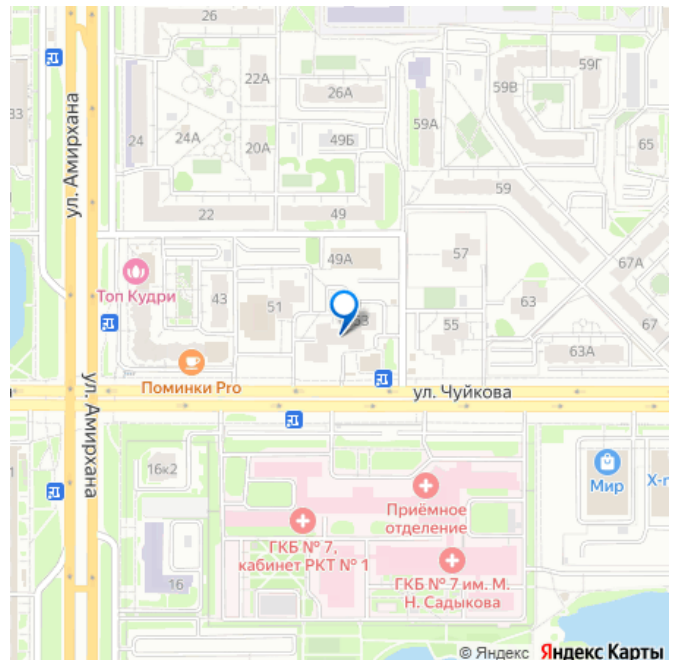 26
59Г
22А
26А
59В
33
ул. Амирхана
24
24А
20А
49Б
59А
65
22
49
59
57
67А
49А
Топ Кудри
43
51
63
53
55
67
63А
Поминки Pro
ул. Чуйкова
ул. Амирхана
16к2
Приёмное
отделение
Мир
ГКБ № 7,
кабинет РКТ № 1
16
ГКБ № 7 им. М.
Н. Садыкова
© Яндекс Яндекс Карты